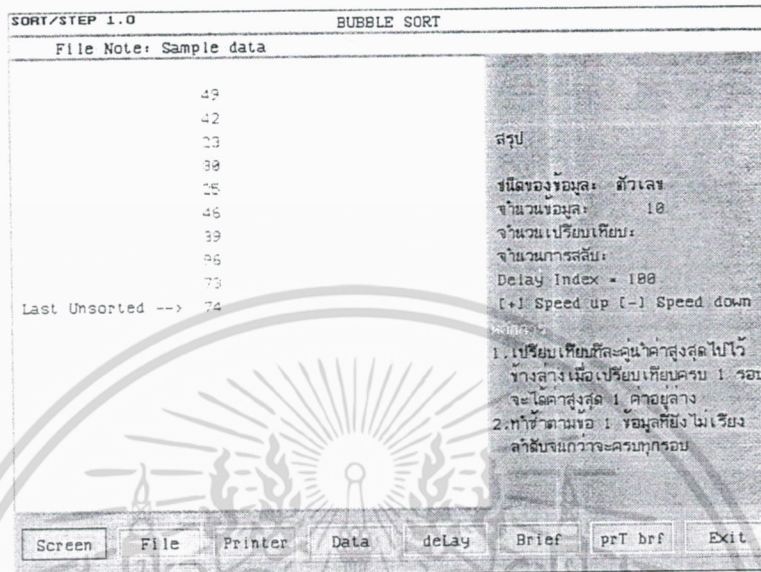 SORT/STEP 1.0 BUBBLE SORT
File Note: Sample data
49
42
23
30
25
46
39
96
73
Last Unsorted --> 74
สรุป
ชนิดของข้อมูล: ตัวเลข
จำนวนข้อมูล: 10
จำนวนเปรียบเทียบ:
จำนวนการสลับ:
Delay Index = 100
[+] Speed up [-] Speed down
1.เปรียบเทียบทีละคู่นำค่าสูงสุดไปไว้
ข้างล่างเมื่อเปรียบเทียบครบ 1 รอบ
จะได้ค่าสูงสุด 1 ค่าอยู่ล่าง
2.ทำซ้ำตามข้อ 1 ข้อมูลที่ยังไม่เรียง
ลำดับจนกว่าจะครบทุกรอบ
Screen File Printer Data deLay Brief prT brf Exit